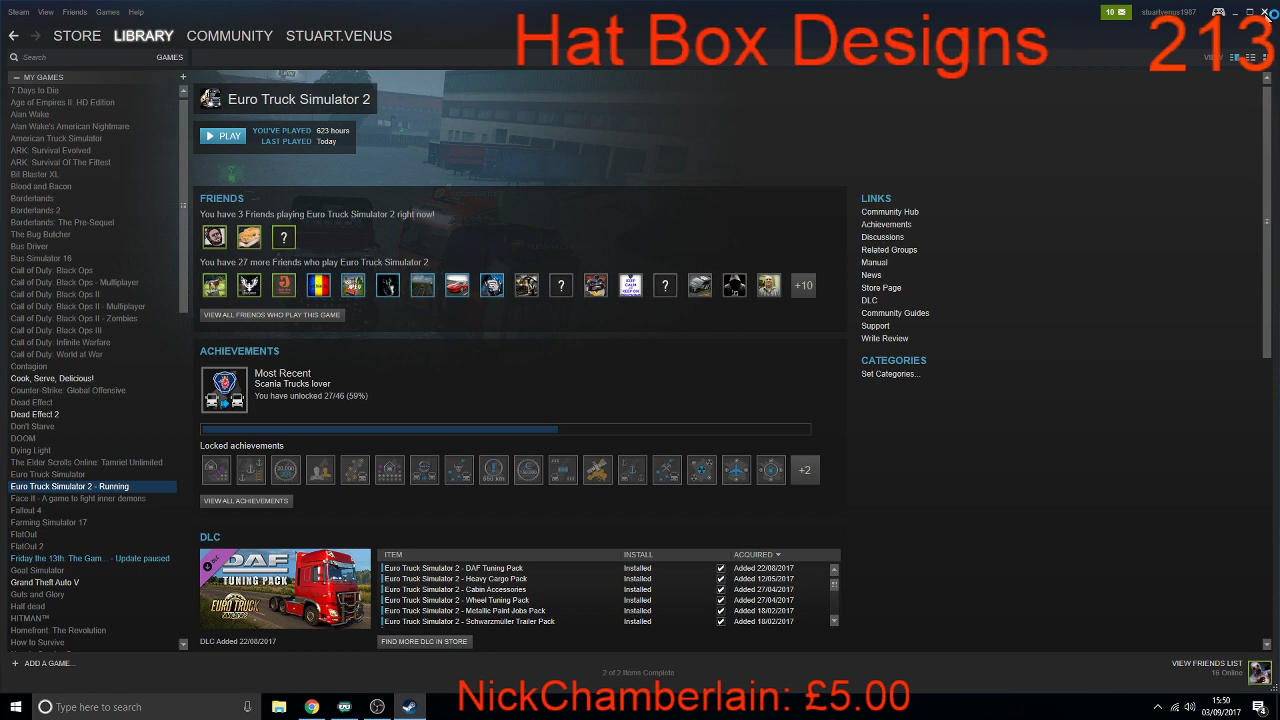 Steam View Friends Games Help
10 stuartvenus1987
STORE LIBRARY COMMUNITY STUART.VENUS
Hat Box Designs 213
Search GAMES VIEW
MY GAMES
7 Days to Die
Age of Empires II: HD Edition
Alan Wake
Alan Wake's American Nightmare
American Truck Simulator
ARK: Survival Evolved
ARK: Survival Of The Fittest
Bit Blaster XL
Blood and Bacon
Borderlands
Borderlands 2
Borderlands: The Pre-Sequel
The Bug Butcher
Bus Driver
Bus Simulator 16
Call of Duty: Black Ops
Call of Duty: Black Ops - Multiplayer
Call of Duty: Black Ops II
Call of Duty: Black Ops II - Multiplayer
Call of Duty: Black Ops II - Zombies
Call of Duty: Black Ops III
Call of Duty: Infinite Warfare
Call of Duty: World at War
Contagion
Cook, Serve, Delicious!
Counter-Strike: Global Offensive
Dead Effect
Dead Effect 2
Don't Starve
DOOM
Dying Light
The Elder Scrolls Online: Tamriel Unlimited
Euro Truck Simulator
Euro Truck Simulator 2 - Running
Face It - A game to fight inner demons
Fallout 4
Farming Simulator 17
FlatOut
FlatOut 2
Friday the 13th: The Gam... - Update paused
Goat Simulator
Grand Theft Auto V
Guts and Glory
Half dead
HITMAN™
Homefront: The Revolution
How to Survive
Euro Truck Simulator 2
PLAY
YOU'VE PLAYED 623 hours
LAST PLAYED Today
FRIENDS
You have 3 Friends playing Euro Truck Simulator 2 right now!
You have 27 more Friends who play Euro Truck Simulator 2
+10
VIEW ALL FRIENDS WHO PLAY THIS GAME
ACHIEVEMENTS
Most Recent
Scania Trucks lover
You have unlocked 27/46 (59%)
Locked achievements
+2
VIEW ALL ACHIEVEMENTS
DLC
DAF
TUNING PACK
EURO TRUCK
DLC Added 22/08/2017
ITEM INSTALL ACQUIRED
Euro Truck Simulator 2 - DAF Tuning Pack Installed Added 22/08/2017
Euro Truck Simulator 2 - Heavy Cargo Pack Installed Added 12/05/2017
Euro Truck Simulator 2 - Cabin Accessories Installed Added 27/04/2017
Euro Truck Simulator 2 - Wheel Tuning Pack Installed Added 27/04/2017
Euro Truck Simulator 2 - Metallic Paint Jobs Pack Installed Added 18/02/2017
Euro Truck Simulator 2 - Schwarzmüller Trailer Pack Installed Added 18/02/2017
FIND MORE DLC IN STORE
LINKS
Community Hub
Achievements
Discussions
Related Groups
Manual
News
Store Page
DLC
Community Guides
Support
Write Review
CATEGORIES
Set Categories...
ADD A GAME...
2 of 2 Items Complete
VIEW FRIENDS LIST
16 Online
NickChamberlain: £5.00
Type here to search
15:50
03/09/2017